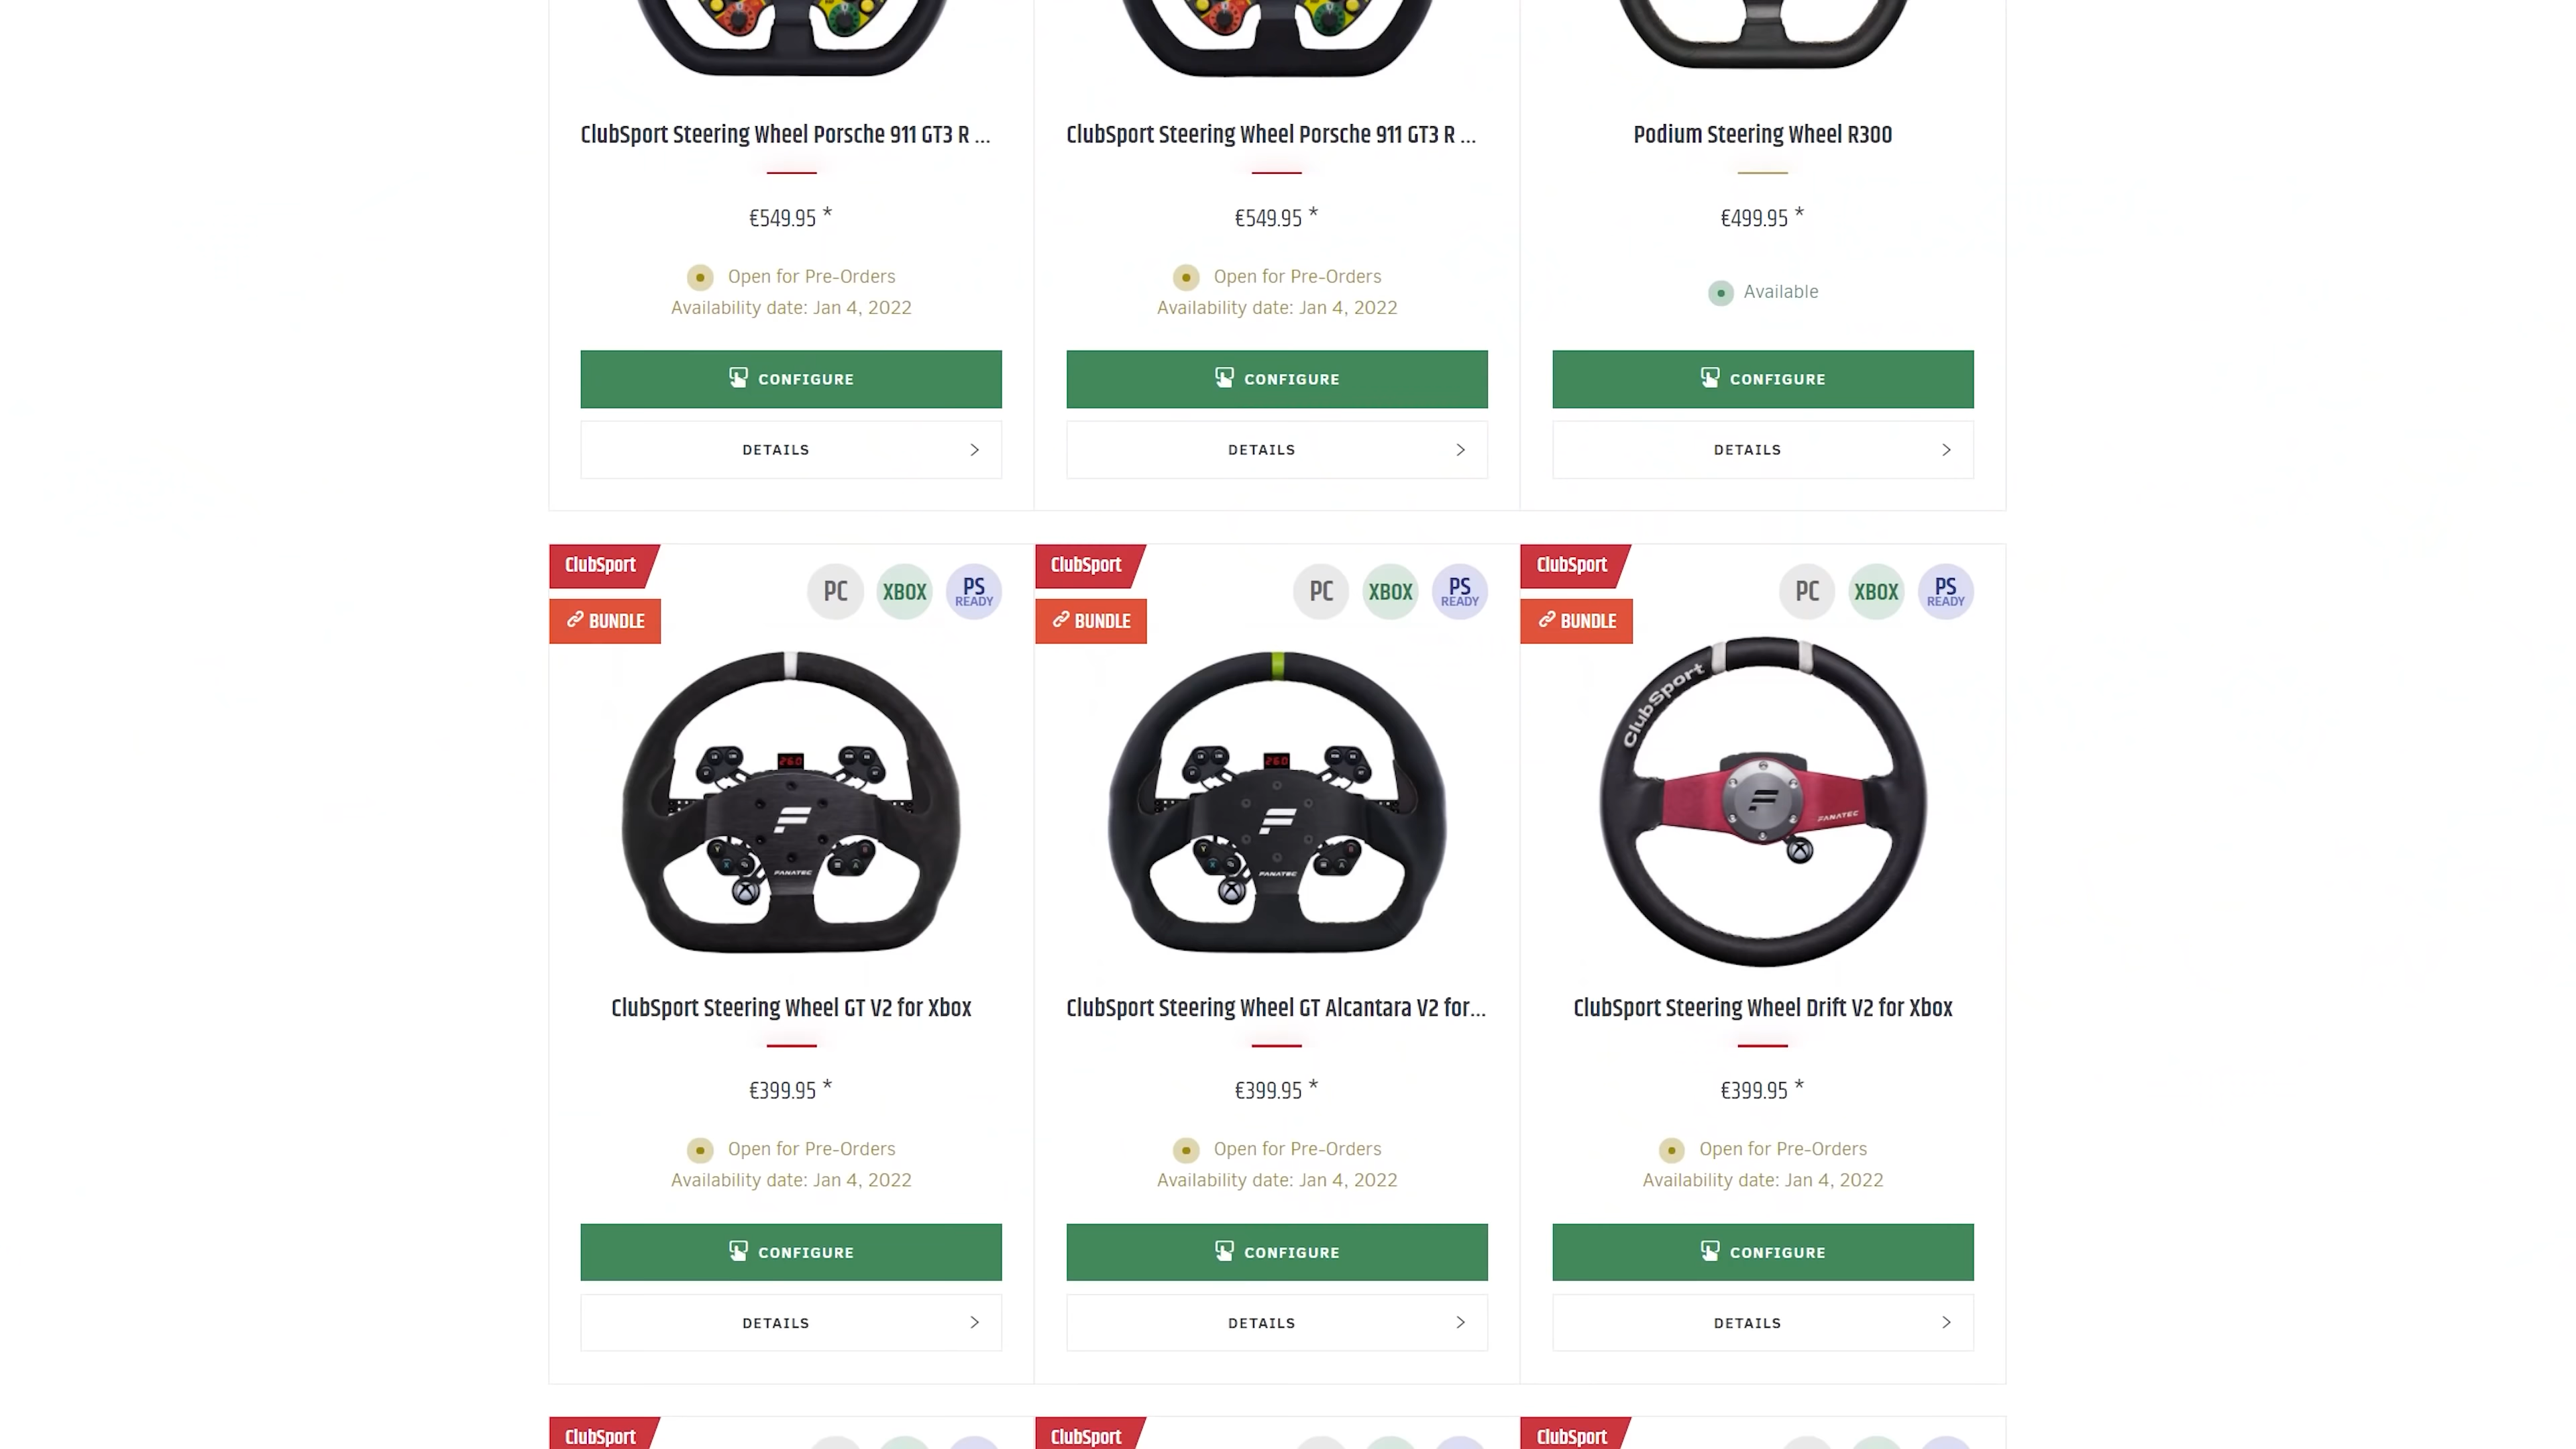 ClubSport Steering Wheel Porsche 911 GT3 R ...
€549.95 *
Open for Pre-Orders
Availability date: Jan 4, 2022
CONFIGURE
DETAILS
ClubSport Steering Wheel Porsche 911 GT3 R ...
€549.95 *
Open for Pre-Orders
Availability date: Jan 4, 2022
CONFIGURE
DETAILS
Podium Steering Wheel R300
€499.95 *
Available
CONFIGURE
DETAILS
ClubSport
BUNDLE
PC
XBOX
PS
READY
260
FANATEC
ClubSport Steering Wheel GT V2 for Xbox
€399.95 *
Open for Pre-Orders
Availability date: Jan 4, 2022
CONFIGURE
DETAILS
ClubSport
BUNDLE
PC
XBOX
PS
READY
260
FANATEC
ClubSport Steering Wheel GT Alcantara V2 for...
€399.95 *
Open for Pre-Orders
Availability date: Jan 4, 2022
CONFIGURE
DETAILS
ClubSport
BUNDLE
PC
XBOX
PS
READY
ClubSport
FANATEC
ClubSport Steering Wheel Drift V2 for Xbox
€399.95 *
Open for Pre-Orders
Availability date: Jan 4, 2022
CONFIGURE
DETAILS
ClubSport
ClubSport
ClubSport